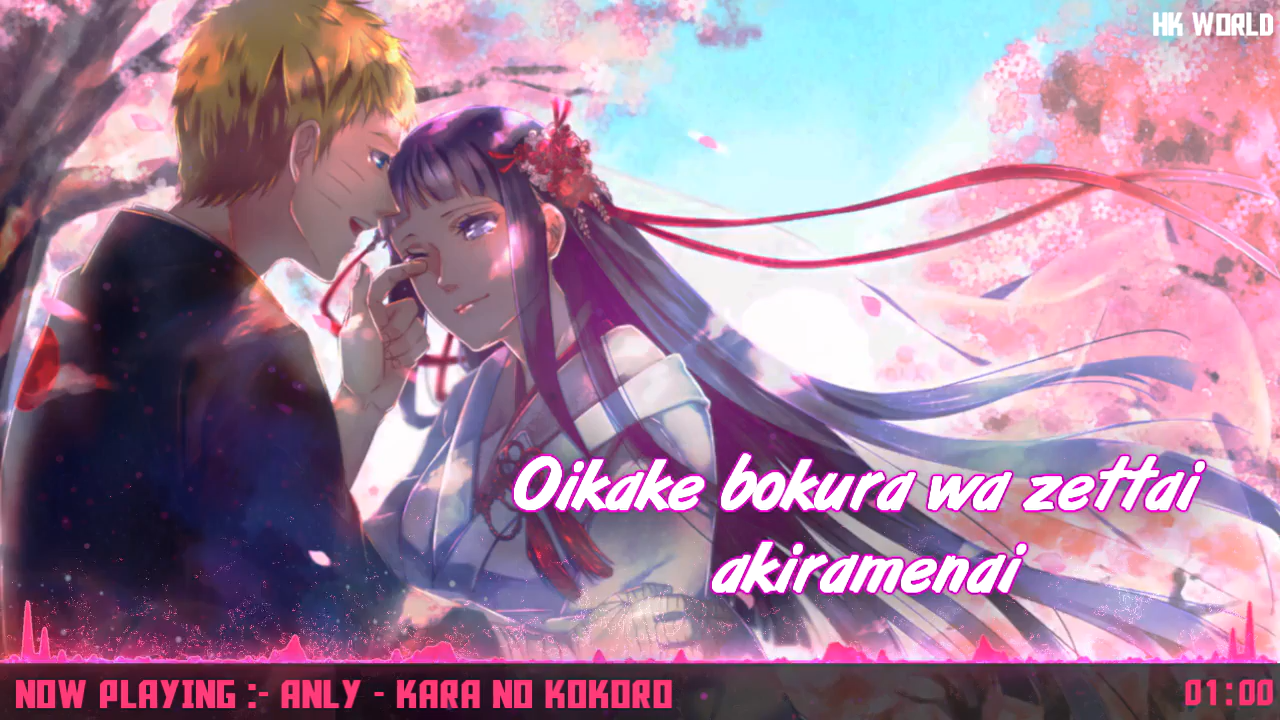 HK WORLD
Oikake bokura wa zettai
akiramenai
NOW PLAYING :- ANLY - KARA NO KOKORO
01:00